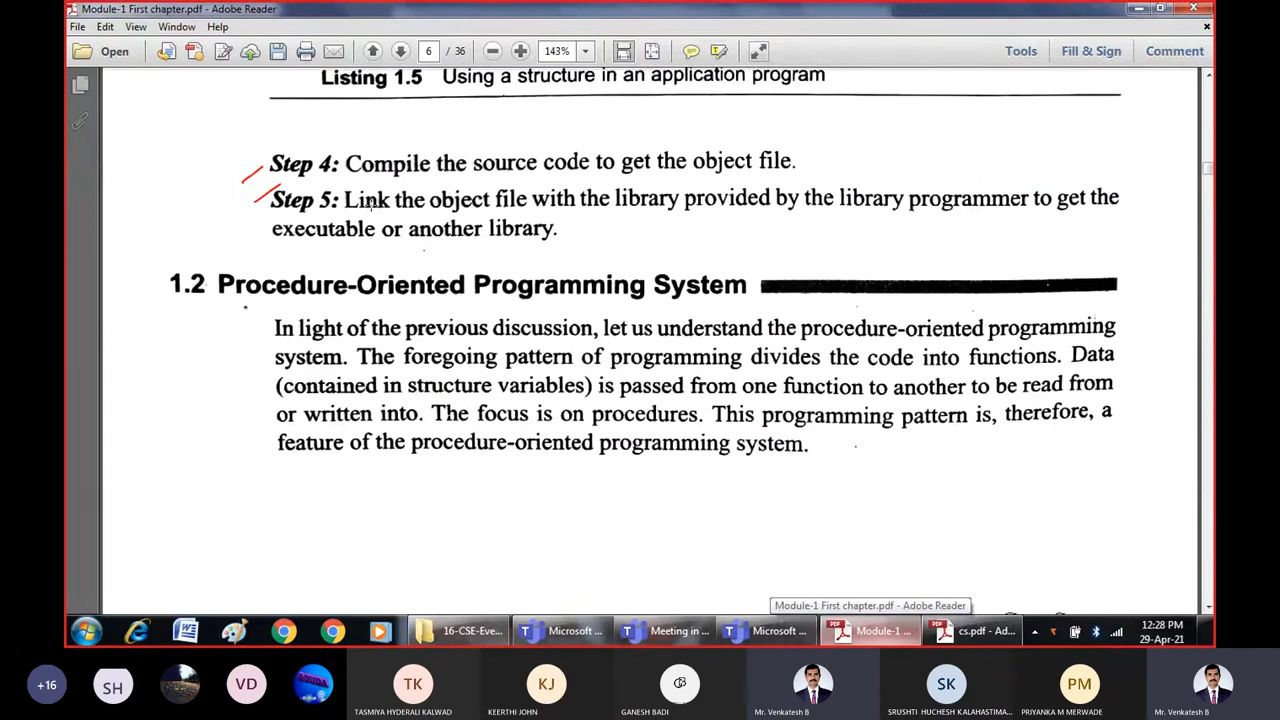 Module-1 First chapter.pdf - Adobe Reader
File Edit View Window Help
Open 6 / 36 143% Tools Fill & Sign Comment
Listing 1.5 Using a structure in an application program
Step 4: Compile the source code to get the object file.
Step 5: Link the object file with the library provided by the library programmer to get the
executable or another library.
1.2 Procedure-Oriented Programming System
In light of the previous discussion, let us understand the procedure-oriented programming
system. The foregoing pattern of programming divides the code into functions. Data
(contained in structure variables) is passed from one function to another to be read from
or written into. The focus is on procedures. This programming pattern is, therefore, a
feature of the procedure-oriented programming system.
Module-1 First chapter.pdf - Adobe Reader
16-CSE-Eve... Microsoft ... Meeting in ... Microsoft ... Module-1 ... cs.pdf - Ad...
12:28 PM
29-Apr-21
+16 SH VD TK KJ GB SK PM
TASMIYA HYDERALI KALWAD KEERTHI JOHN GANESH BADI Mr. Venkatesh B SRUSHTI HUCHESH KALAHASTIMA... PRIYANKA M MERWADE Mr. Venkatesh B